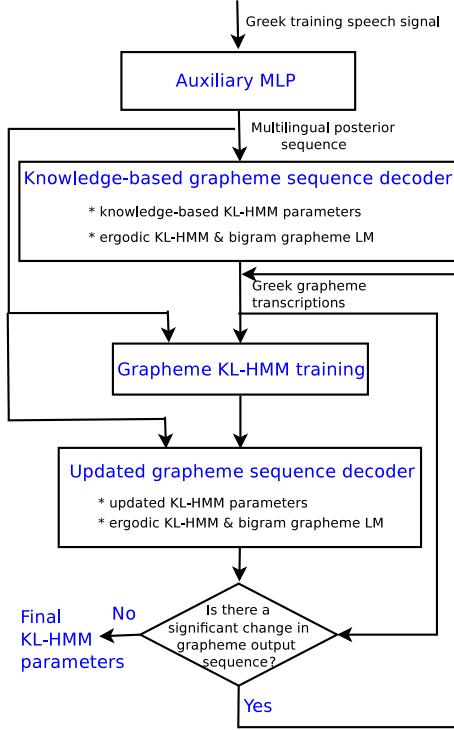 Greek training speech signal
Auxiliary MLP
Multilingual posterior
sequence
Knowledge-based grapheme sequence decoder
* knowledge-based KL-HMM parameters
* ergodic KL-HMM & bigram grapheme LM
Greek grapheme
transcriptions
Grapheme KL-HMM training
Updated grapheme sequence decoder
* updated KL-HMM parameters
* ergodic KL-HMM & bigram grapheme LM
Is there a
significant change in
grapheme output
sequence?
No
Final
KL-HMM
parameters
Yes